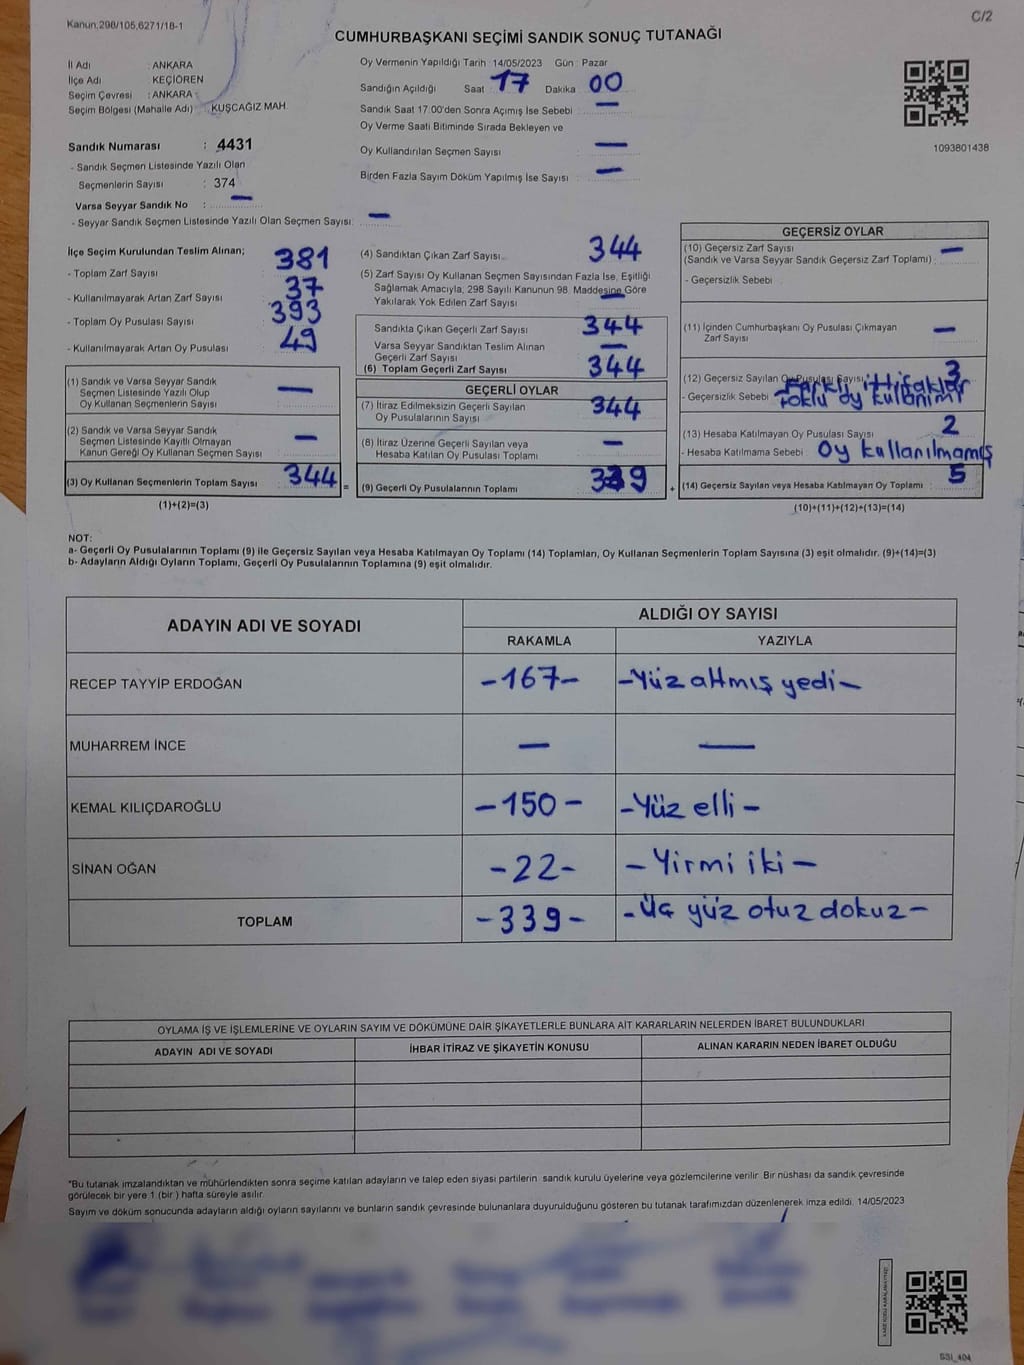 Kanun:298/105,6271/18-1
C/2
CUMHURBAŞKANI SEÇİMİ SANDIK SONUÇ TUTANAĞI
İl Adı : ANKARA
İlçe Adı : KEÇİÖREN
Seçim Çevresi : ANKARA
Seçim Bölgesi (Mahalle Adı) : KUŞCAĞIZ MAH.
Sandık Numarası : 4431
- Sandık Seçmen Listesinde Yazılı Olan
Seçmenlerin Sayısı : 374
Varsa Seyyar Sandık No : —
- Seyyar Sandık Seçmen Listesinde Yazılı Olan Seçmen Sayısı: —
Oy Vermenin Yapıldığı Tarih : 14/05/2023 Gün : Pazar
Sandığın Açıldığı Saat : 17 Dakika : 00
Sandık Saat 17:00'den Sonra Açımış İse Sebebi : —
Oy Verme Saati Bitiminde Sırada Bekleyen ve
Oy Kullandırılan Seçmen Sayısı : —
Birden Fazla Sayım Döküm Yapılmış İse Sayısı : —
1093801438
İlçe Seçim Kurulundan Teslim Alınan;
- Toplam Zarf Sayısı : 381
- Kullanılmayarak Artan Zarf Sayısı : 37
- Toplam Oy Pusulası Sayısı : 393
- Kullanılmayarak Artan Oy Pusulası : 49
(1) Sandık ve Varsa Seyyar Sandık
Seçmen Listesinde Yazılı Olup
Oy Kullanan Seçmenlerin Sayısı : —
(2) Sandık ve Varsa Seyyar Sandık
Seçmen Listesinde Kayıtlı Olmayan
Kanun Gereği Oy Kullanan Seçmen Sayısı : —
(3) Oy Kullanan Seçmenlerin Toplam Sayısı : 344 =
(1)+(2)=(3)
(4) Sandıktan Çıkan Zarf Sayısı : 344
(5) Zarf Sayısı Oy Kullanan Seçmen Sayısından Fazla İse, Eşitliği
Sağlamak Amacıyla, 298 Sayılı Kanunun 98. Maddesine Göre
Yakılarak Yok Edilen Zarf Sayısı : —
Sandıkta Çıkan Geçerli Zarf Sayısı : 344
Varsa Seyyar Sandıktan Teslim Alınan
Geçerli Zarf Sayısı : —
(6) Toplam Geçerli Zarf Sayısı : 344
GEÇERLİ OYLAR
(7) İtiraz Edilmeksizin Geçerli Sayılan
Oy Pusulalarının Sayısı : 344
(8) İtiraz Üzerine Geçerli Sayılan veya
Hesaba Katılan Oy Pusulası Toplamı : —
(9) Geçerli Oy Pusulalarının Toplamı : 339 +
GEÇERSİZ OYLAR
(10) Geçersiz Zarf Sayısı
(Sandık ve Varsa Seyyar Sandık Geçersiz Zarf Toplamı) : —
- Geçersizlik Sebebi :
(11) İçinden Cumhurbaşkanı Oy Pusulası Çıkmayan
Zarf Sayısı : —
(12) Geçersiz Sayılan Oy Pusulası Sayısı : 3
- Geçersizlik Sebebi : Farklı ittifaklar
oy kullanımı
(13) Hesaba Katılmayan Oy Pusulası Sayısı : 2
- Hesaba Katılmama Sebebi : Oy kullanılmamış
(14) Geçersiz Sayılan veya Hesaba Katılmayan Oy Toplamı : 5
(10)+(11)+(12)+(13)=(14)
NOT:
a- Geçerli Oy Pusulalarının Toplamı (9) ile Geçersiz Sayılan veya Hesaba Katılmayan Oy Toplamı (14) Toplamları, Oy Kullanan Seçmenlerin Toplam Sayısına (3) eşit olmalıdır. (9)+(14)=(3)
b- Adayların Aldığı Oyların Toplamı, Geçerli Oy Pusulalarının Toplamına (9) eşit olmalıdır.
ADAYIN ADI VE SOYADI
ALDIĞI OY SAYISI
RAKAMLA YAZIYLA
RECEP TAYYİP ERDOĞAN -167- -Yüz altmış yedi-
MUHARREM İNCE — —
KEMAL KILIÇDAROĞLU -150- -Yüz elli-
SİNAN OĞAN -22- -Yirmi iki-
TOPLAM -339- -Üç yüz otuz dokuz-
OYLAMA İŞ VE İŞLEMLERİNE VE OYLARIN SAYIM VE DÖKÜMÜNE DAİR ŞİKAYETLERLE BUNLARA AİT KARARLARIN NELERDEN İBARET BULUNDUKLARI
ADAYIN ADI VE SOYADI İHBAR İTİRAZ VE ŞİKAYETİN KONUSU ALINAN KARARIN NEDEN İBARET OLDUĞU
*Bu tutanak imzalandıktan ve mühürlendikten sonra seçime katılan adayların ve talep eden siyasi partilerin sandık kurulu üyelerine veya gözlemcilerine verilir. Bir nüshası da sandık çevresinde
görülecek bir yere 1 (bir ) hafta süreyle asılır.
Sayım ve döküm sonucunda adayların aldığı oyların sayılarını ve bunların sandık çevresinde bulunanlara duyurulduğunu gösteren bu tutanak tarafımızdan düzenlenerek imza edildi. 14/05/2023
SSI_404